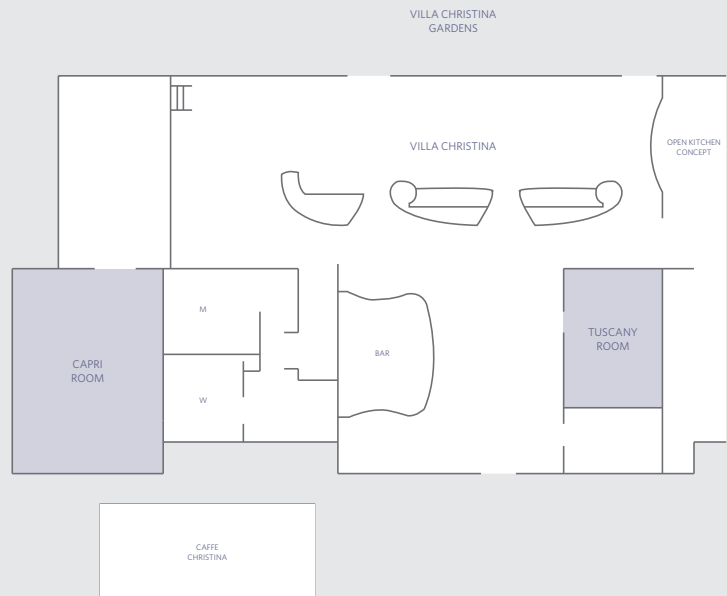 VILLA CHRISTINA
GARDENS
VILLA CHRISTINA
OPEN KITCHEN
CONCEPT
M
TUSCANY
ROOM
BAR
CAPRI
ROOM
W
CAFFE
CHRISTINA